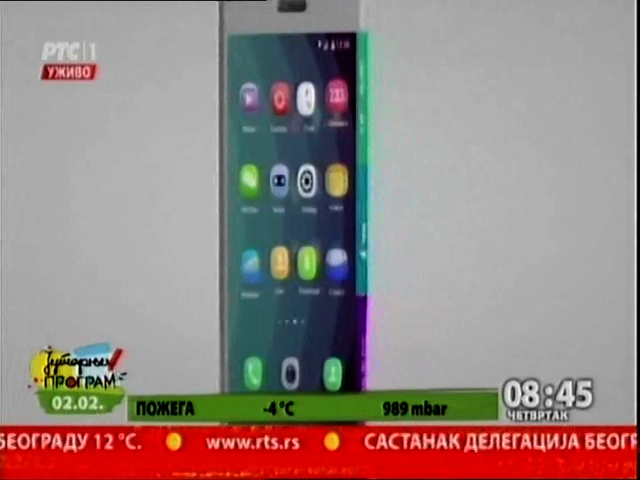 РТС 1
УЖИВО
Јутарњи
ПРОГРАМ
02.02.
ПОЖЕГА -4 °C 989 mbar
08:45
ЧЕТВРТАК
БЕОГРАДУ 12 °C. www.rts.rs САСТАНАК ДЕЛЕГАЦИЈА БЕОГ